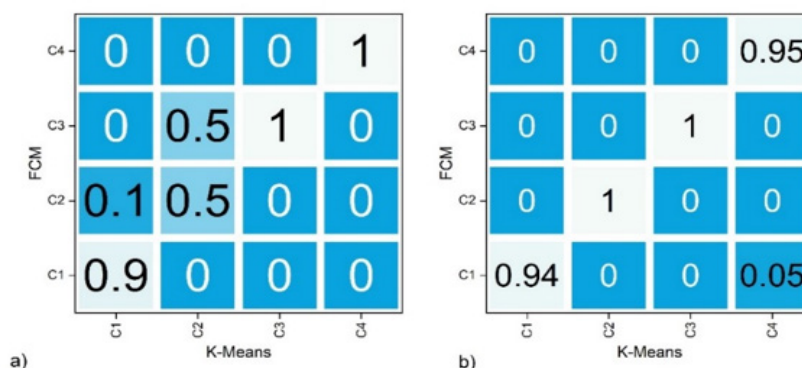 C4 0 0 0 1
C3 0 0.5 1 0
C2 0.1 0.5 0 0
C1 0.9 0 0 0
FCM
C1 C2 C3 C4
K-Means
a)
C4 0 0 0 0.95
C3 0 0 1 0
C2 0 1 0 0
C1 0.94 0 0 0.05
FCM
C1 C2 C3 C4
K-Means
b)